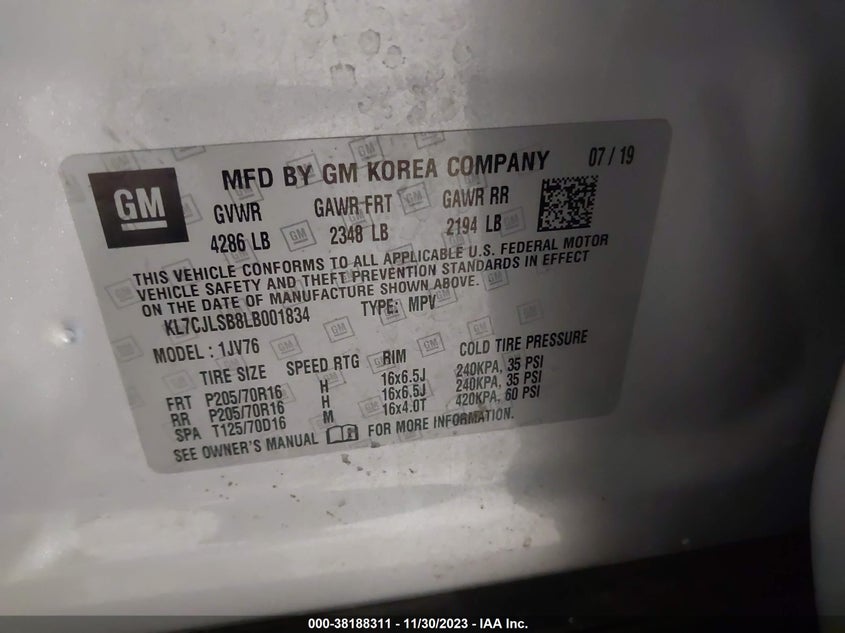 MFD BY GM KOREA COMPANY 07 / 19
GM
GVWR GAWR FRT GAWR RR
4286 LB 2348 LB 2194 LB
THIS VEHICLE CONFORMS TO ALL APPLICABLE U.S. FEDERAL MOTOR
VEHICLE SAFETY AND THEFT PREVENTION STANDARDS IN EFFECT
ON THE DATE OF MANUFACTURE SHOWN ABOVE.
KL7CJLSB8LB001834 TYPE: MPV
MODEL : 1JV76
TIRE SIZE SPEED RTG RIM COLD TIRE PRESSURE
FRT P205/70R16 H 16x6.5J 240KPA, 35 PSI
RR P205/70R16 H 16x6.5J 240KPA, 35 PSI
SPA T125/70D16 M 16x4.0T 420KPA, 60 PSI
SEE OWNER'S MANUAL FOR MORE INFORMATION.
000-38188311 - 11/30/2023 - IAA Inc.